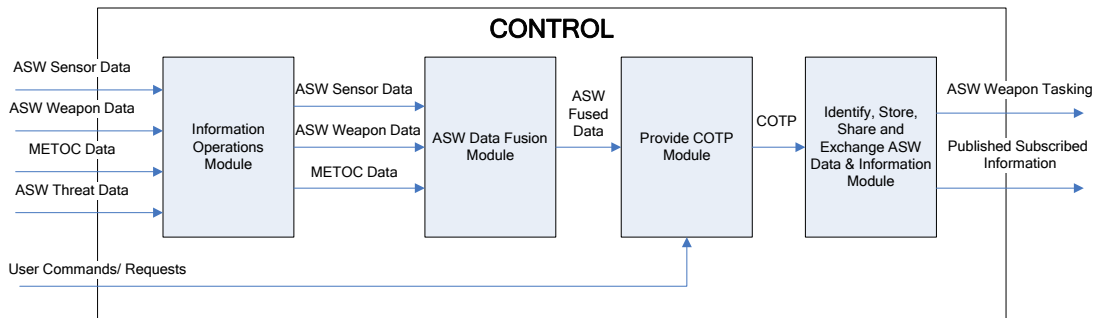 CONTROL
ASW Sensor Data
ASW Weapon Data
METOC Data
ASW Threat Data
User Commands/ Requests
Information
Operations
Module
ASW Sensor Data
ASW Weapon Data
METOC Data
ASW Data Fusion
Module
ASW
Fused
Data
Provide COTP
Module
COTP
Identify, Store,
Share and
Exchange ASW
Data & Information
Module
ASW Weapon Tasking
Published Subscribed
Information